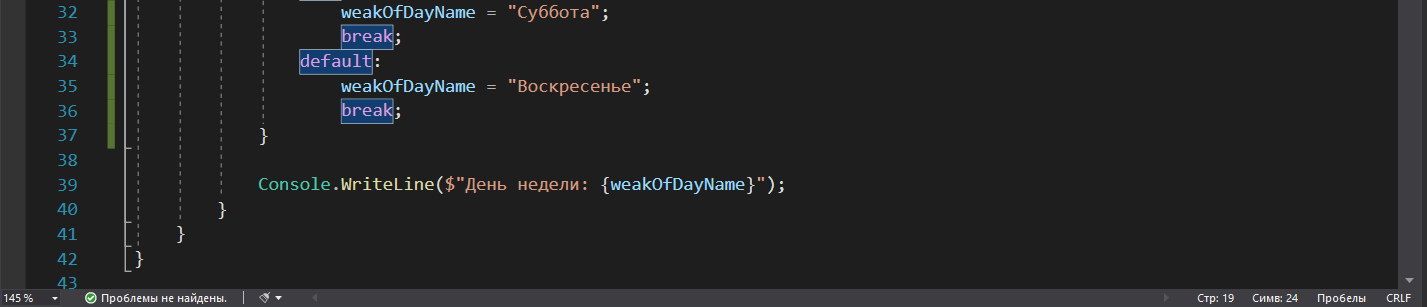 32 weakOfDayName = "Суббота";
33 break;
34 default:
35 weakOfDayName = "Воскресенье";
36 break;
37 }
38
39 Console.WriteLine($"День недели: {weakOfDayName}");
40 }
41 }
42 }
43
145 % Проблемы не найдены. Стр: 19 Симв: 24 Пробелы CRLF